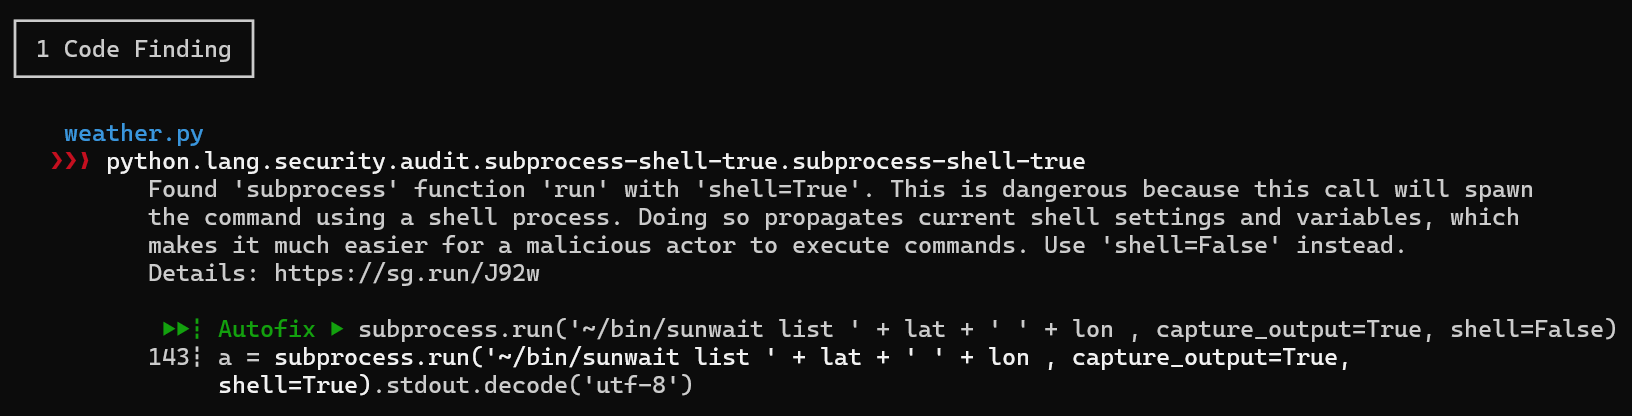 1 Code Finding
weather.py
❯❯❱ python.lang.security.audit.subprocess-shell-true.subprocess-shell-true
Found 'subprocess' function 'run' with 'shell=True'. This is dangerous because this call will spawn
the command using a shell process. Doing so propagates current shell settings and variables, which
makes it much easier for a malicious actor to execute commands. Use 'shell=False' instead.
Details: https://sg.run/J92w
▶▶┆ Autofix ▶ subprocess.run('~/bin/sunwait list ' + lat + ' ' + lon , capture_output=True, shell=False)
143┆ a = subprocess.run('~/bin/sunwait list ' + lat + ' ' + lon , capture_output=True,
shell=True).stdout.decode('utf-8')